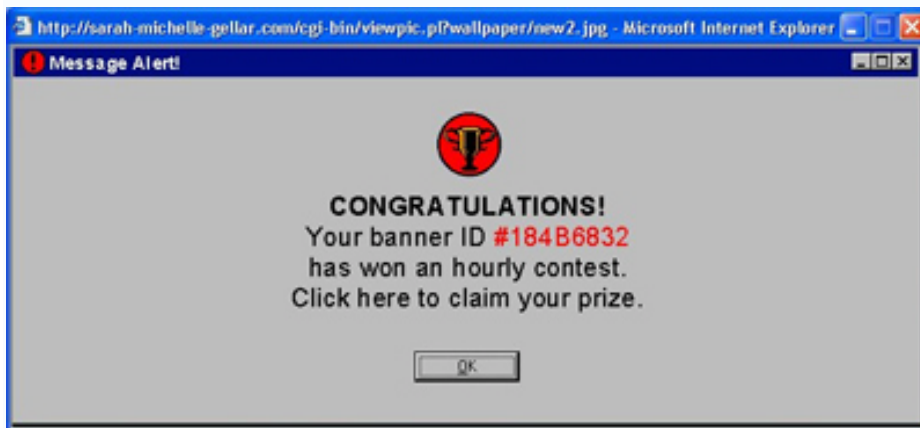 http://sarah-michelle-gellar.com/cgi-bin/viewpic.pl?wallpaper/new2.jpg - Microsoft Internet Explorer
Message Alert!
CONGRATULATIONS!
Your banner ID #184B6832
has won an hourly contest.
Click here to claim your prize.
OK